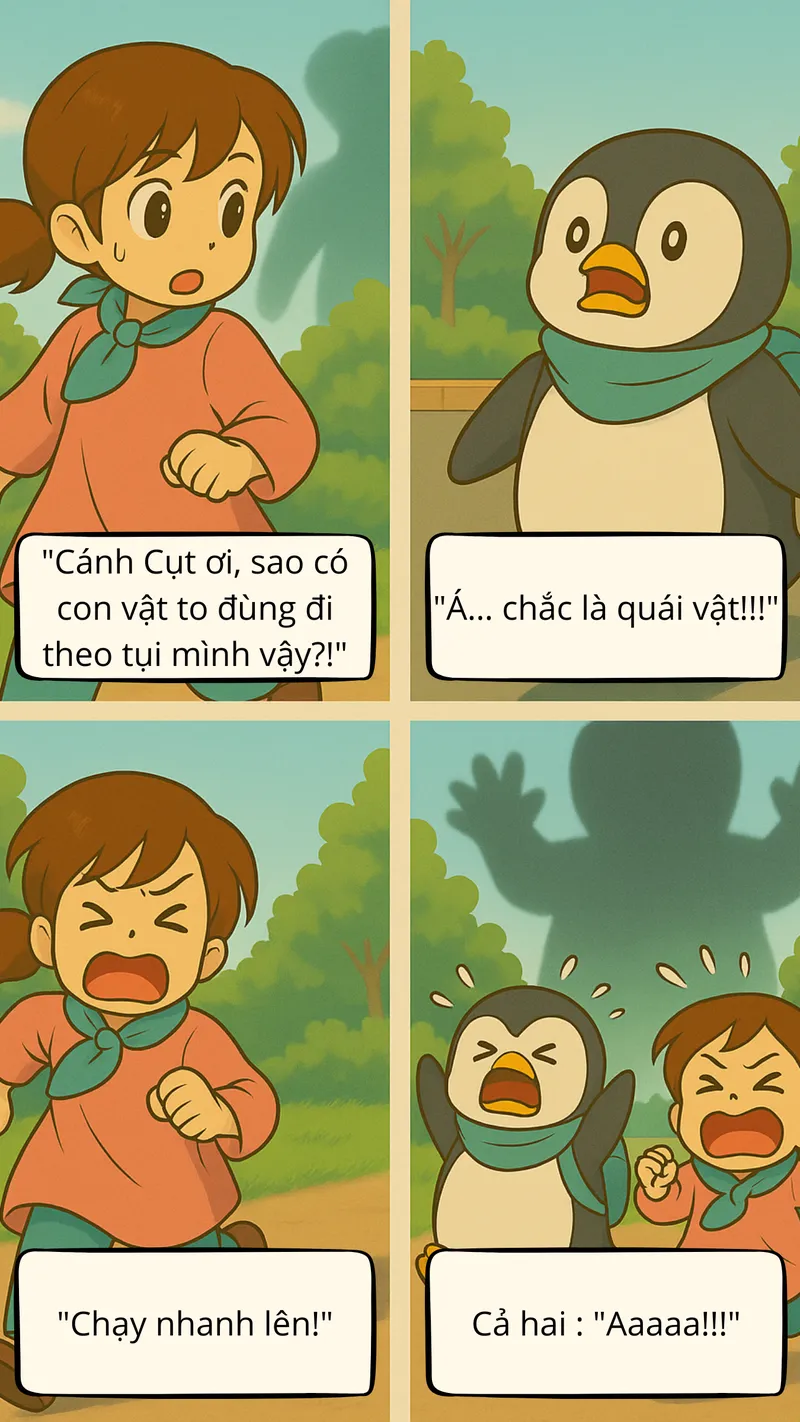 "Cánh Cụt ơi, sao có
con vật to đùng đi
theo tụi mình vậy?!"
"Á... chắc là quái vật!!!"
"Chạy nhanh lên!"
Cả hai : "Aaaaa!!!"